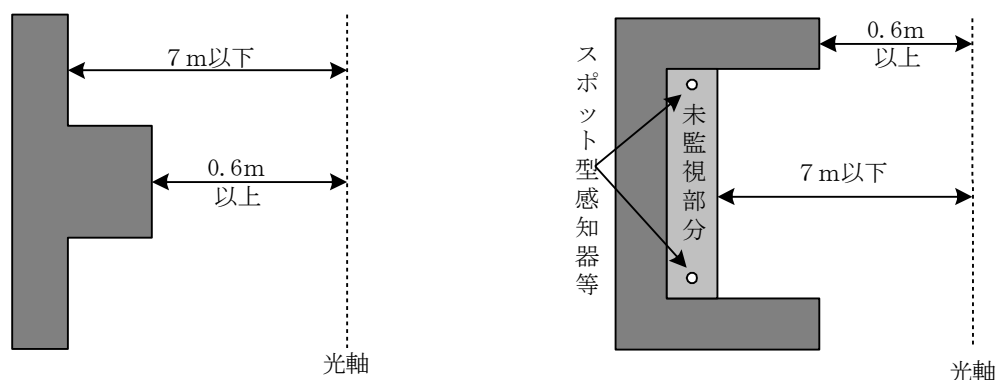 7m以下
0.6m
以上
光軸
スポット型感知器等
未監視部分
0.6m
以上
7m以下
光軸